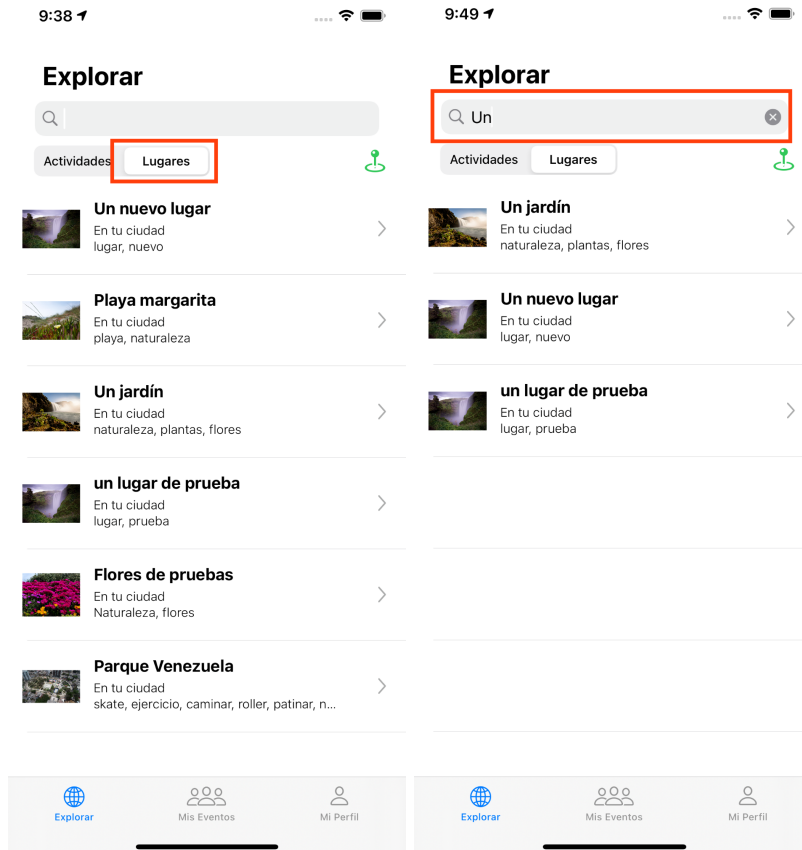 9:38
Explorar
Actividades
Lugares
Un nuevo lugar
En tu ciudad
lugar, nuevo
Playa margarita
En tu ciudad
playa, naturaleza
Un jardín
En tu ciudad
naturaleza, plantas, flores
un lugar de prueba
En tu ciudad
lugar, prueba
Flores de pruebas
En tu ciudad
Naturaleza, flores
Parque Venezuela
En tu ciudad
skate, ejercicio, caminar, roller, patinar, n...
Explorar
Mis Eventos
Mi Perfil
9:49
Explorar
Un
Actividades
Lugares
Un jardín
En tu ciudad
naturaleza, plantas, flores
Un nuevo lugar
En tu ciudad
lugar, nuevo
un lugar de prueba
En tu ciudad
lugar, prueba
Explorar
Mis Eventos
Mi Perfil